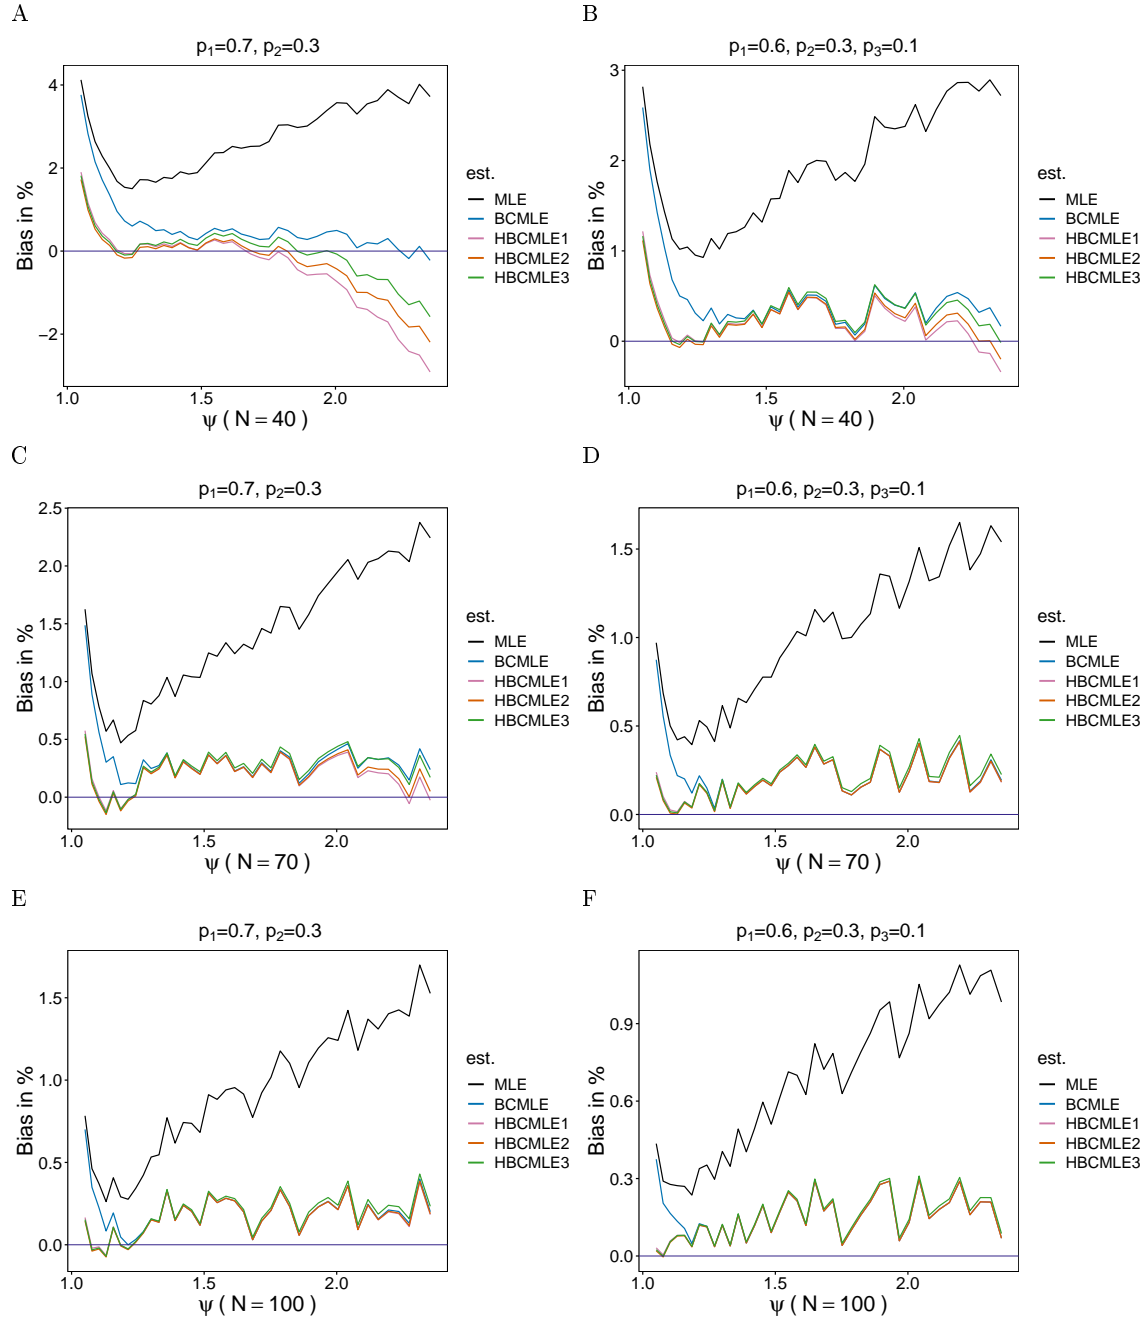 A
p1=0.7, p2=0.3
Bias in %
4
2
0
−2
1.0 1.5 2.0
ψ ( N = 40 )
est.
MLE
BCMLE
HBCMLE1
HBCMLE2
HBCMLE3
B
p1=0.6, p2=0.3, p3=0.1
Bias in %
3
2
1
0
1.0 1.5 2.0
ψ ( N = 40 )
est.
MLE
BCMLE
HBCMLE1
HBCMLE2
HBCMLE3
C
p1=0.7, p2=0.3
Bias in %
2.5
2.0
1.5
1.0
0.5
0.0
1.0 1.5 2.0
ψ ( N = 70 )
est.
MLE
BCMLE
HBCMLE1
HBCMLE2
HBCMLE3
D
p1=0.6, p2=0.3, p3=0.1
Bias in %
1.5
1.0
0.5
0.0
1.0 1.5 2.0
ψ ( N = 70 )
est.
MLE
BCMLE
HBCMLE1
HBCMLE2
HBCMLE3
E
p1=0.7, p2=0.3
Bias in %
1.5
1.0
0.5
0.0
1.0 1.5 2.0
ψ ( N = 100 )
est.
MLE
BCMLE
HBCMLE1
HBCMLE2
HBCMLE3
F
p1=0.6, p2=0.3, p3=0.1
Bias in %
0.9
0.6
0.3
0.0
1.0 1.5 2.0
ψ ( N = 100 )
est.
MLE
BCMLE
HBCMLE1
HBCMLE2
HBCMLE3